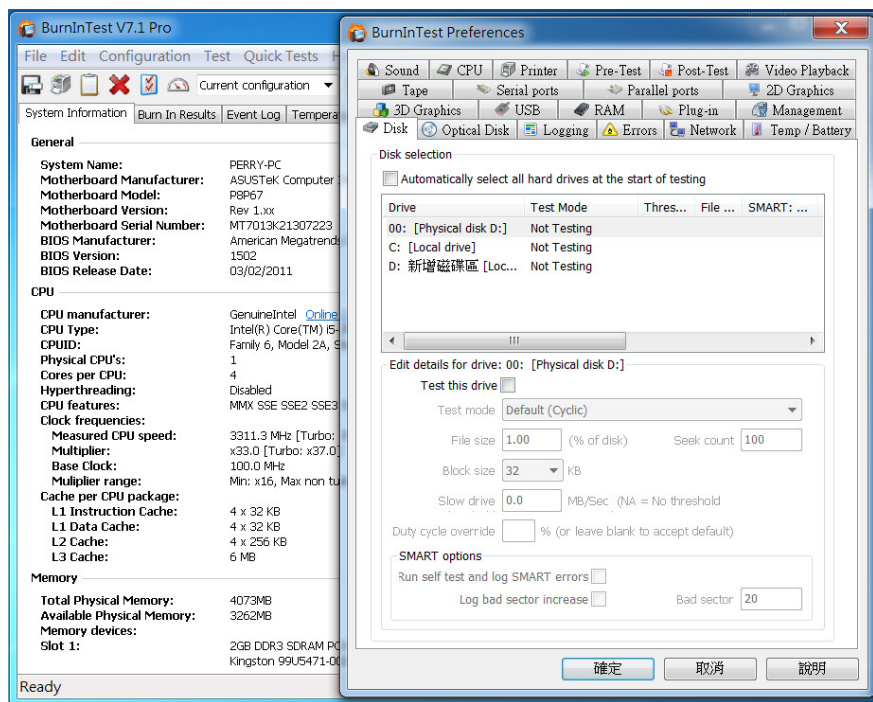 BurnInTest V7.1 Pro
File Edit Configuration Test Quick Tests
Current configuration
System Information Burn In Results Event Log
General
System Name: PERRY-PC
Motherboard Manufacturer: ASUSTeK Computer
Motherboard Model: P8P67
Motherboard Version: Rev 1.xx
Motherboard Serial Number: MT7013K21307223
BIOS Manufacturer: American Megatrends
BIOS Version: 1502
BIOS Release Date: 03/02/2011
CPU
CPU manufacturer: GenuineIntel Online
CPU Type: Intel(R) Core(TM) i5-
CPUID: Family 6, Model 2A,
Physical CPU's: 1
Cores per CPU: 4
Hyperthreading: Disabled
CPU features: MMX SSE SSE2 SSE3
Clock frequencies:
Measured CPU speed: 3311.3 MHz [Turbo:
Multiplier: x33.0 [Turbo: x37.0]
Base Clock: 100.0 MHz
Muliplier range: Min: x16, Max non
Cache per CPU package:
L1 Instruction Cache: 4 x 32 KB
L1 Data Cache: 4 x 32 KB
L2 Cache: 4 x 256 KB
L3 Cache: 6 MB
Memory
Total Physical Memory: 4073MB
Available Physical Memory: 3262MB
Memory devices:
Slot 1: 2GB DDR3 SDRAM
Kingston 99U5471-00
Ready
BurnInTest Preferences
Sound CPU Printer Pre-Test Post-Test Video Playback
Tape Serial ports Parallel ports 2D Graphics
3D Graphics USB RAM Plug-in Management
Disk Optical Disk Logging Errors Network Temp / Battery
Disk selection
Automatically select all hard drives at the start of testing
Drive Test Mode Thres... File ... SMART: ...
00: [Physical disk D:] Not Testing
C: [Local drive] Not Testing
D: 新增磁碟區 [Loc... Not Testing
Edit details for drive: 00: [Physical disk D:]
Test this drive
Test mode Default (Cyclic)
File size 1.00 (% of disk) Seek count 100
Block size 32 KB
Slow drive 0.0 MB/Sec (NA = No threshold
Duty cycle override % (or leave blank to accept default)
SMART options
Run self test and log SMART errors
Log bad sector increase Bad sector 20
確定 取消 說明